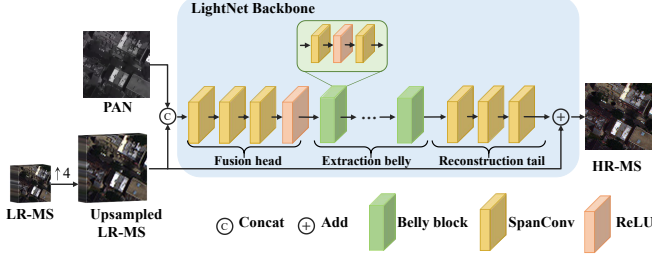 LightNet Backbone
PAN
C
Fusion head
Extraction belly
Reconstruction tail
HR-MS
↑4
LR-MS
Upsampled
LR-MS
C Concat
+ Add
Belly block
SpanConv
ReLU